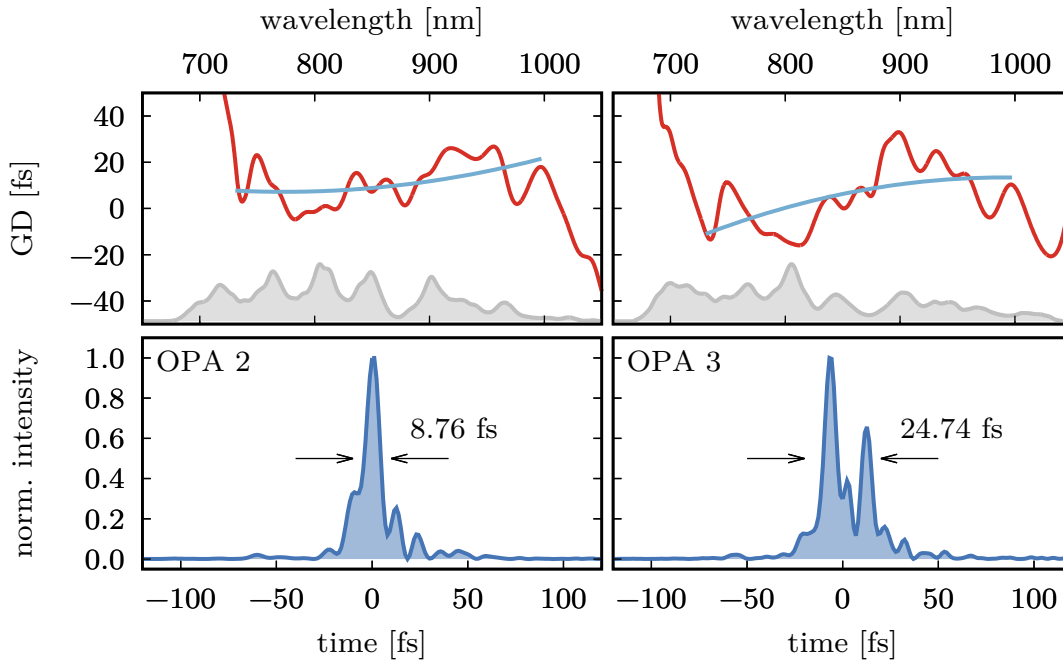 wavelength [nm] wavelength [nm]
700 800 900 1000 700 800 900 1000
GD [fs]
40
20
0
−20
−40
norm. intensity
OPA 2 OPA 3
1.0
0.8
0.6
0.4
0.2
0.0
8.76 fs 24.74 fs
−100 −50 0 50 100 −100 −50 0 50 100
time [fs] time [fs]